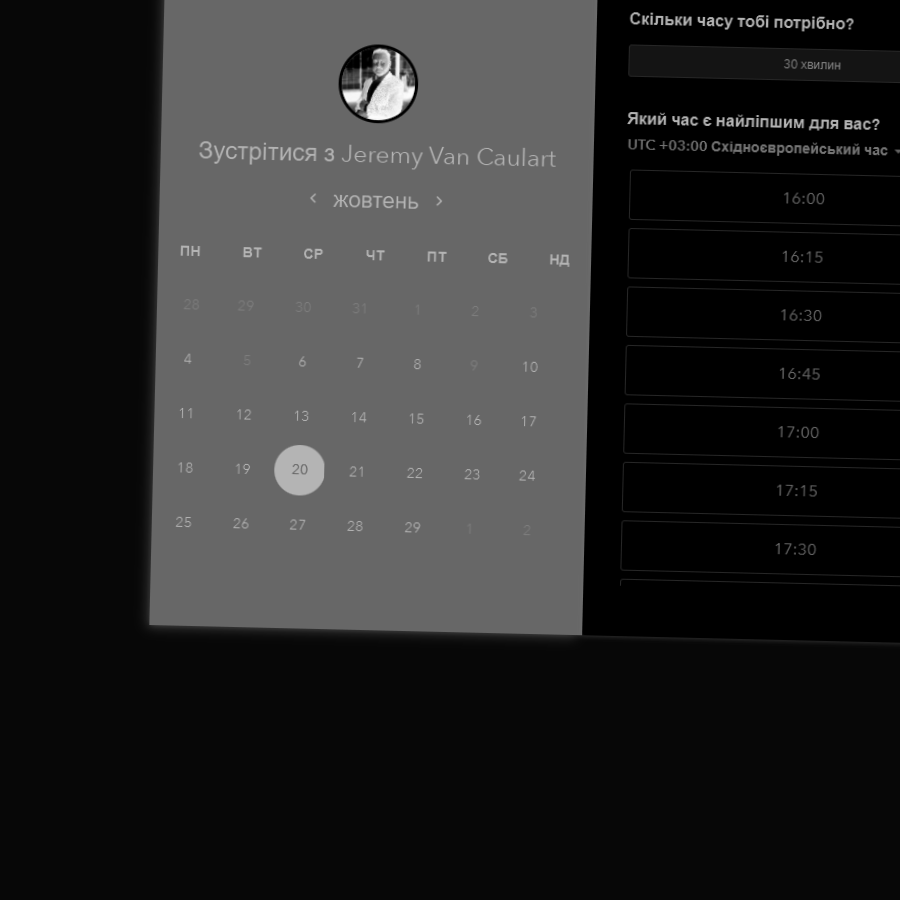 Зустрітися з Jeremy Van Caulart
‹ жовтень ›
ПН ВТ СР ЧТ ПТ СБ НД
28 29 30 31 1 2 3
4 5 6 7 8 9 10
11 12 13 14 15 16 17
18 19 20 21 22 23 24
25 26 27 28 29 1 2
Скільки часу тобі потрібно?
30 хвилин
Який час є найліпшим для вас?
UTC +03:00 Східноєвропейський час
16:00
16:15
16:30
16:45
17:00
17:15
17:30